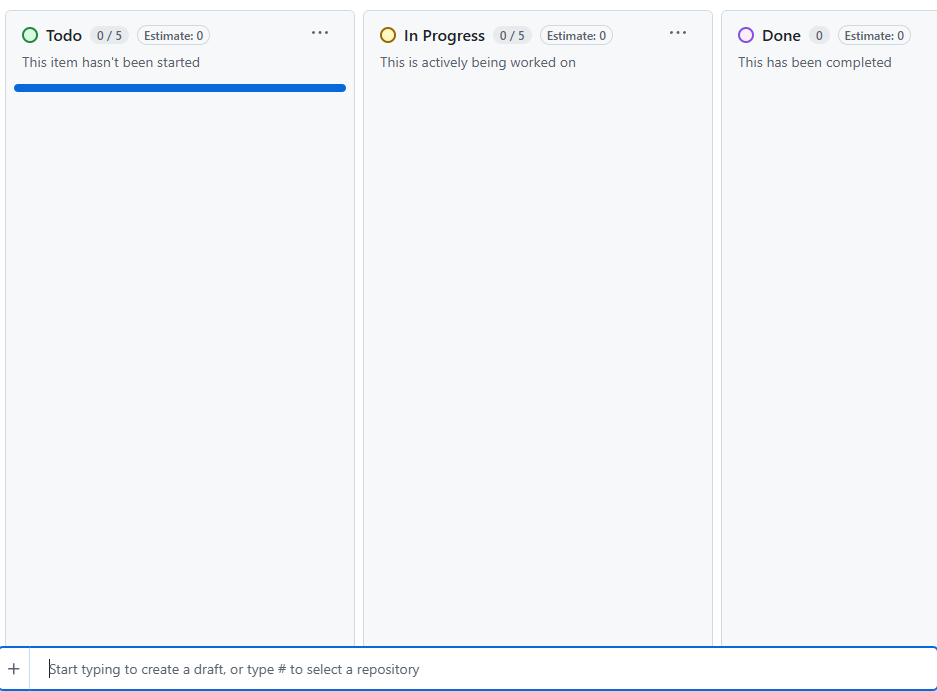 Todo 0 / 5 Estimate: 0
This item hasn't been started
In Progress 0 / 5 Estimate: 0
This is actively being worked on
Done 0 Estimate: 0
This has been completed
Start typing to create a draft, or type # to select a repository